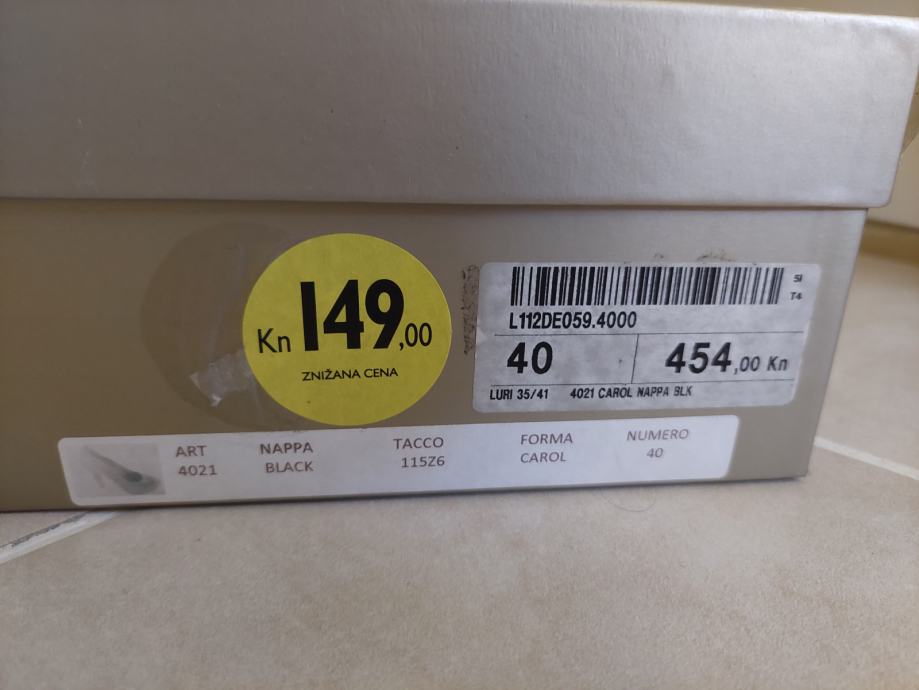 Kn 149,00
ZNIŽANA CENA
SI
T4
L112DE059.4000
40
454,00 Kn
LURI 35/41 4021 CAROL NAPPA BLK
ART NAPPA TACCO FORMA NUMERO
4021 BLACK 115Z6 CAROL 40